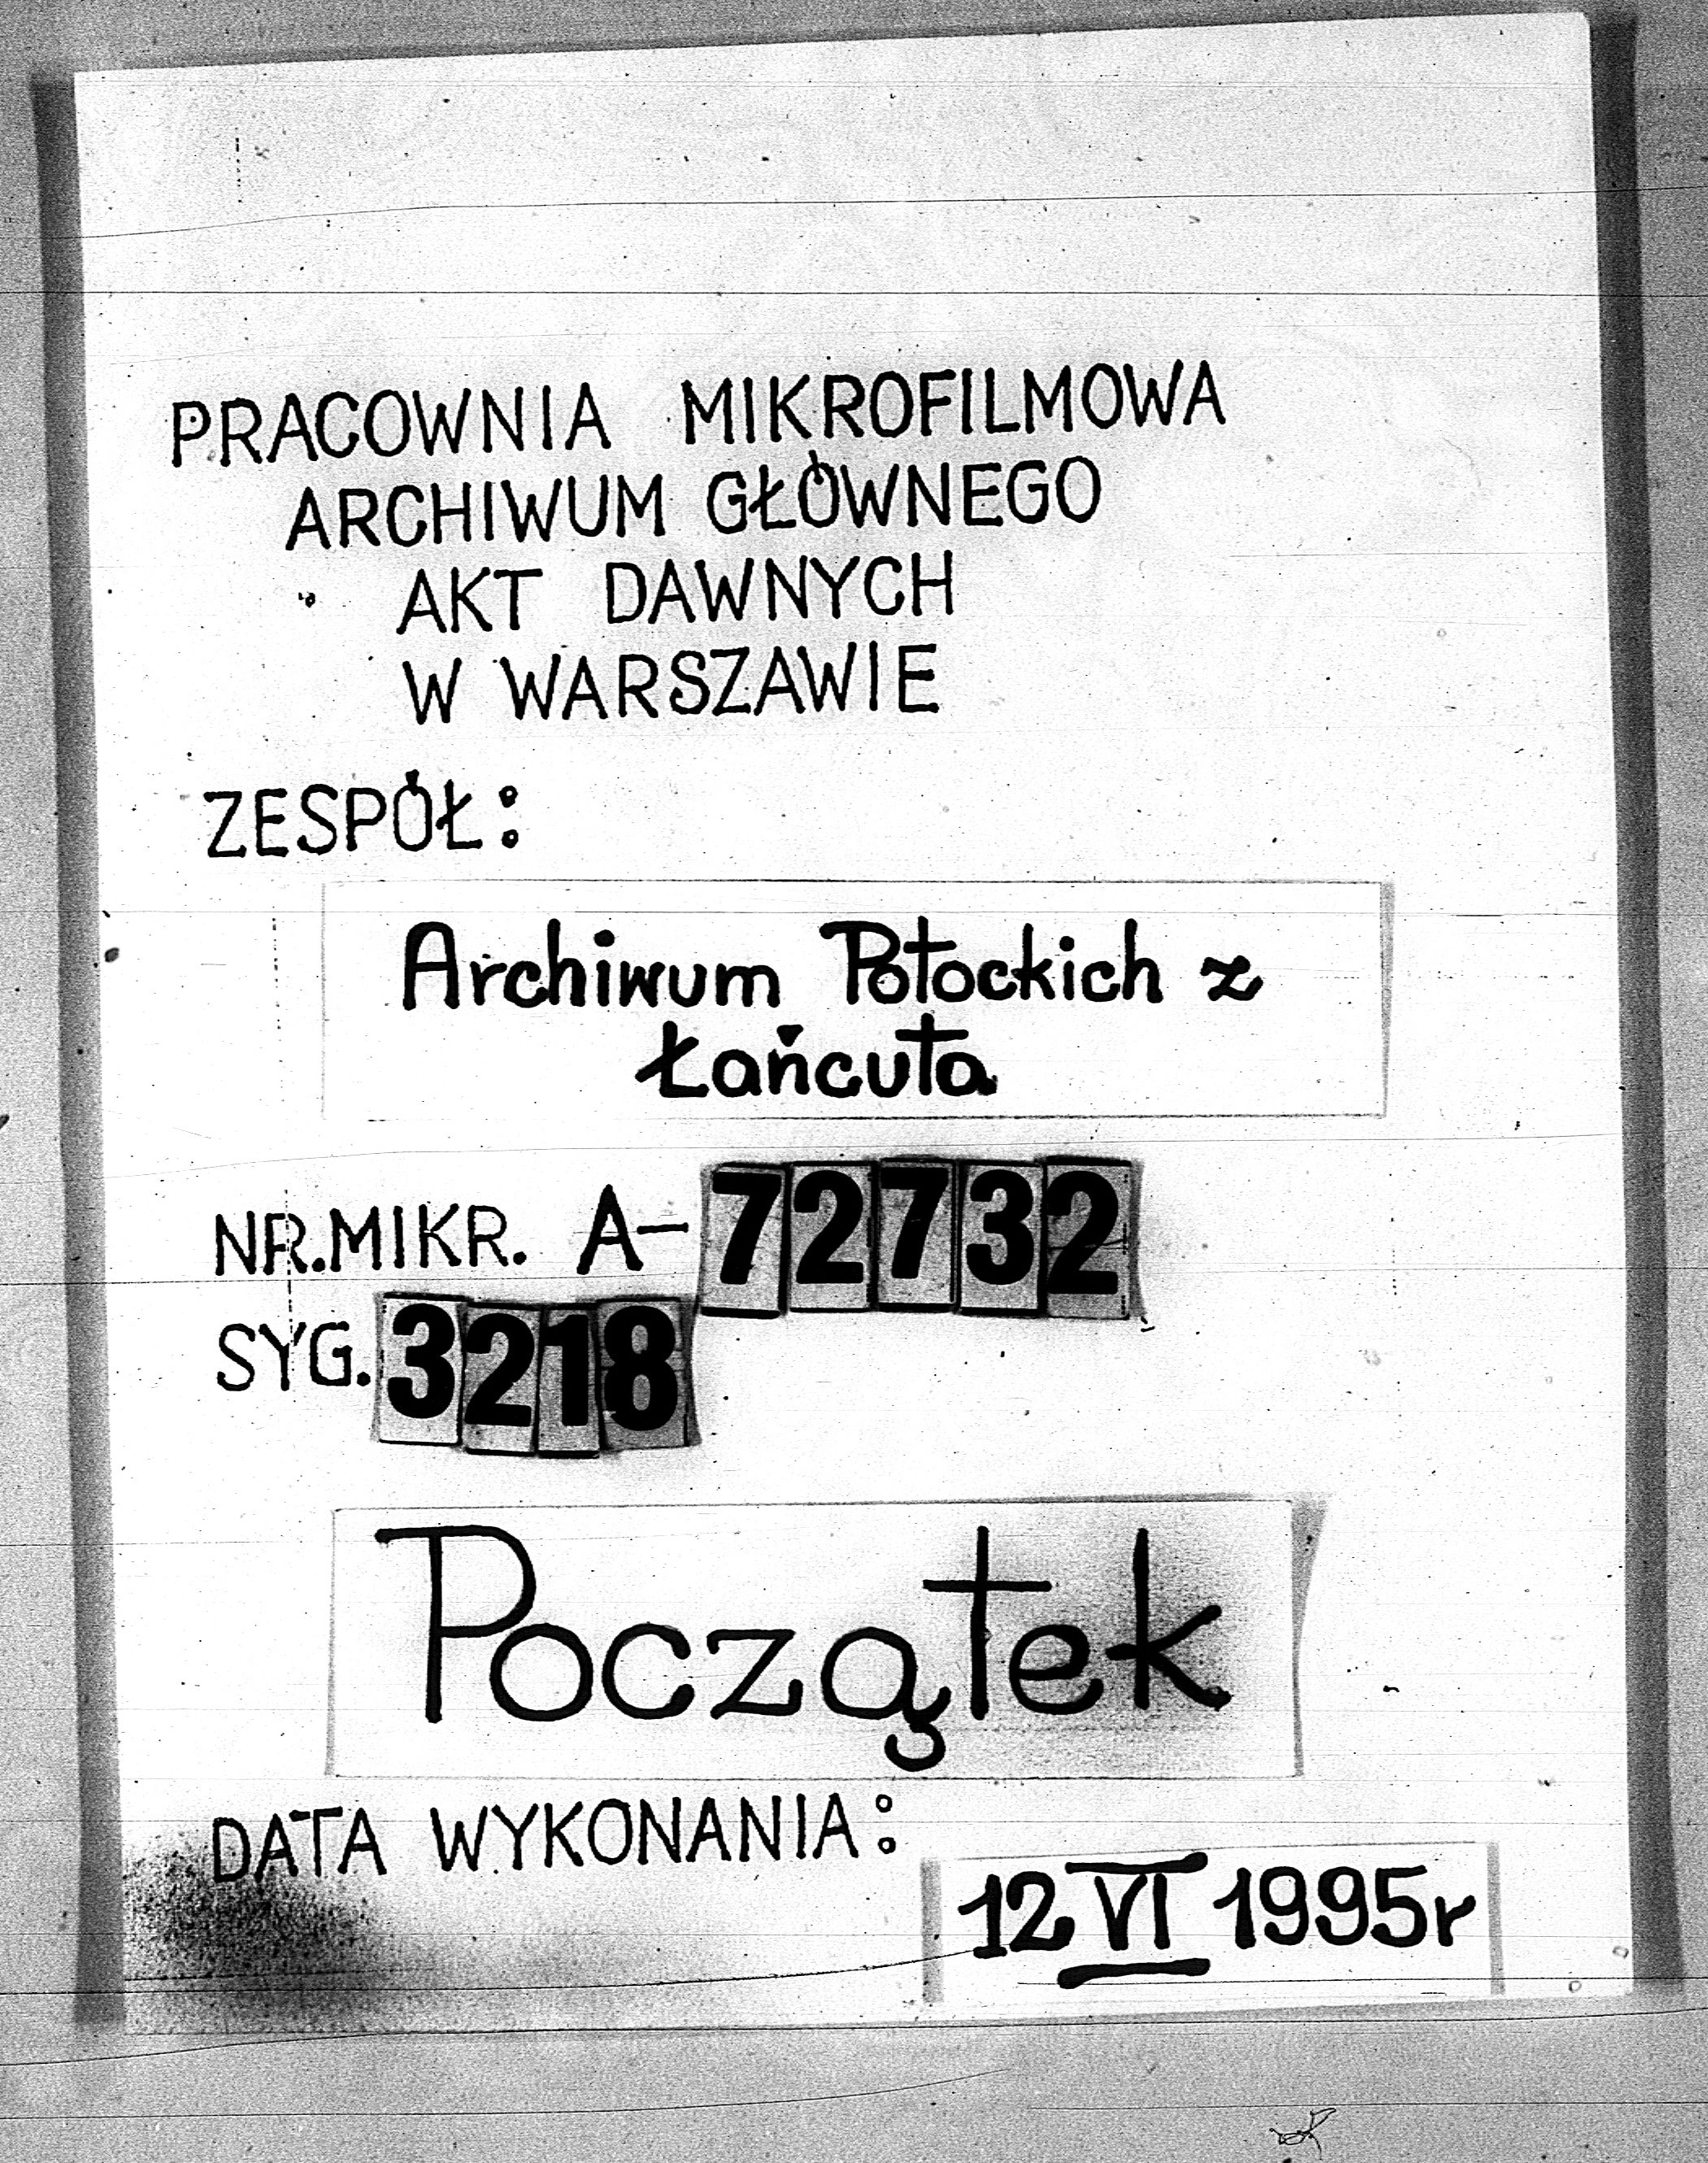 PRACOWNIA MIKROFILMOWA
ARCHIWUM GŁÓWNEGO
AKT DAWNYCH
W WARSZAWIE
ZESPÓŁ:
Archiwum Potockich z
Łańcuta
NR.MIKR. A-72732
SYG. 3218
Początek
DATA WYKONANIA:
12 VI 1995r